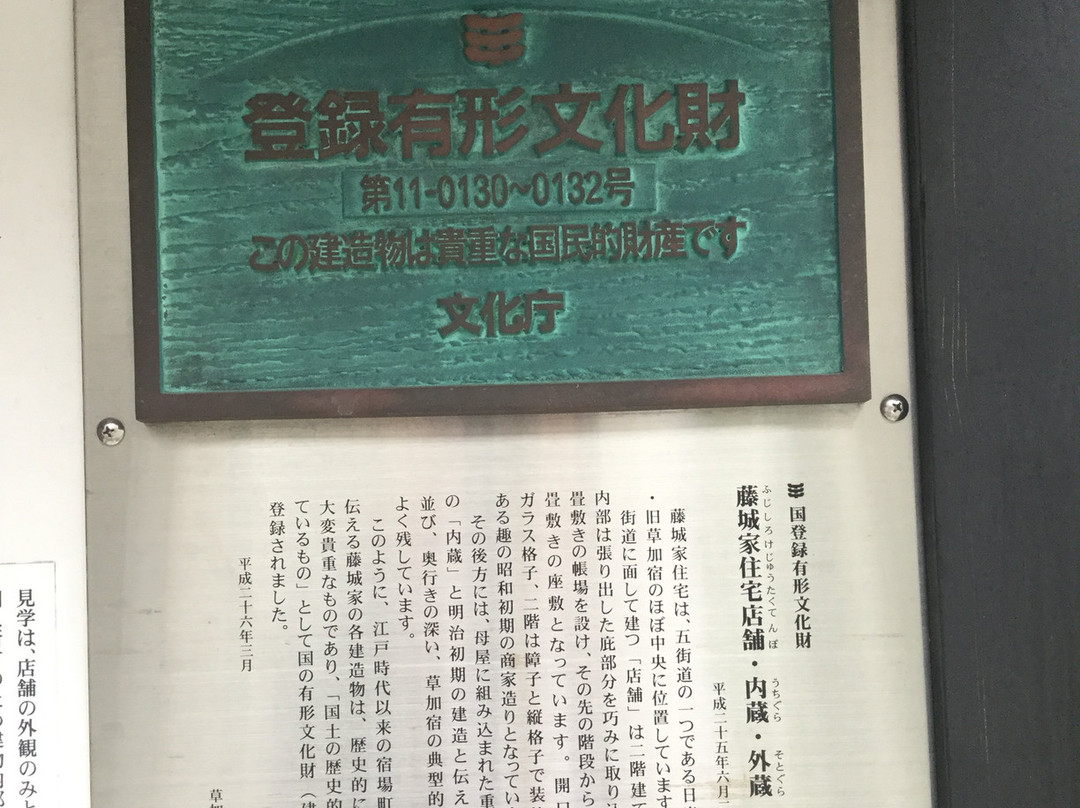 登録有形文化財
第11-0130~0132号
この建造物は貴重な国民的財産です
文化庁
国登録有形文化財
ふじしろけじゅうたくてんぽ うちぐら そとぐら
藤城家住宅店舗・内蔵・外蔵
平成二十五年六月
藤城家住宅は、五街道の一つである日
・旧草加宿のほぼ中央に位置しています
街道に面して建つ「店舗」は二階建て
内部は張り出した庇部分を巧みに取り込
畳敷きの帳場を設け、その先の階段から
畳敷きの座敷となっています。開口
ガラス格子、二階は障子と縦格子で装
ある趣の昭和初期の商家造りとなってい
その後方には、母屋に組み込まれた重
の「内蔵」と明治初期の建造と伝え
並び、奥行きの深い、草加宿の典型的
よく残しています。
このように、江戸時代以来の宿場町
伝える藤城家の各建造物は、歴史的に
大変貴重なものであり、「国土の歴史的
ているもの」として国の有形文化財（建
登録されました。
平成二十六年三月
草加
見学は、店舗の外観のみと